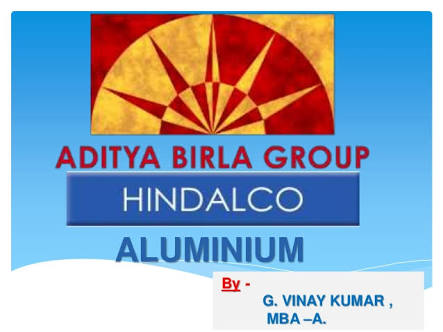 ADITYA BIRLA GROUP
HINDALCO
ALUMINIUM
By -
G. VINAY KUMAR ,
MBA –A.